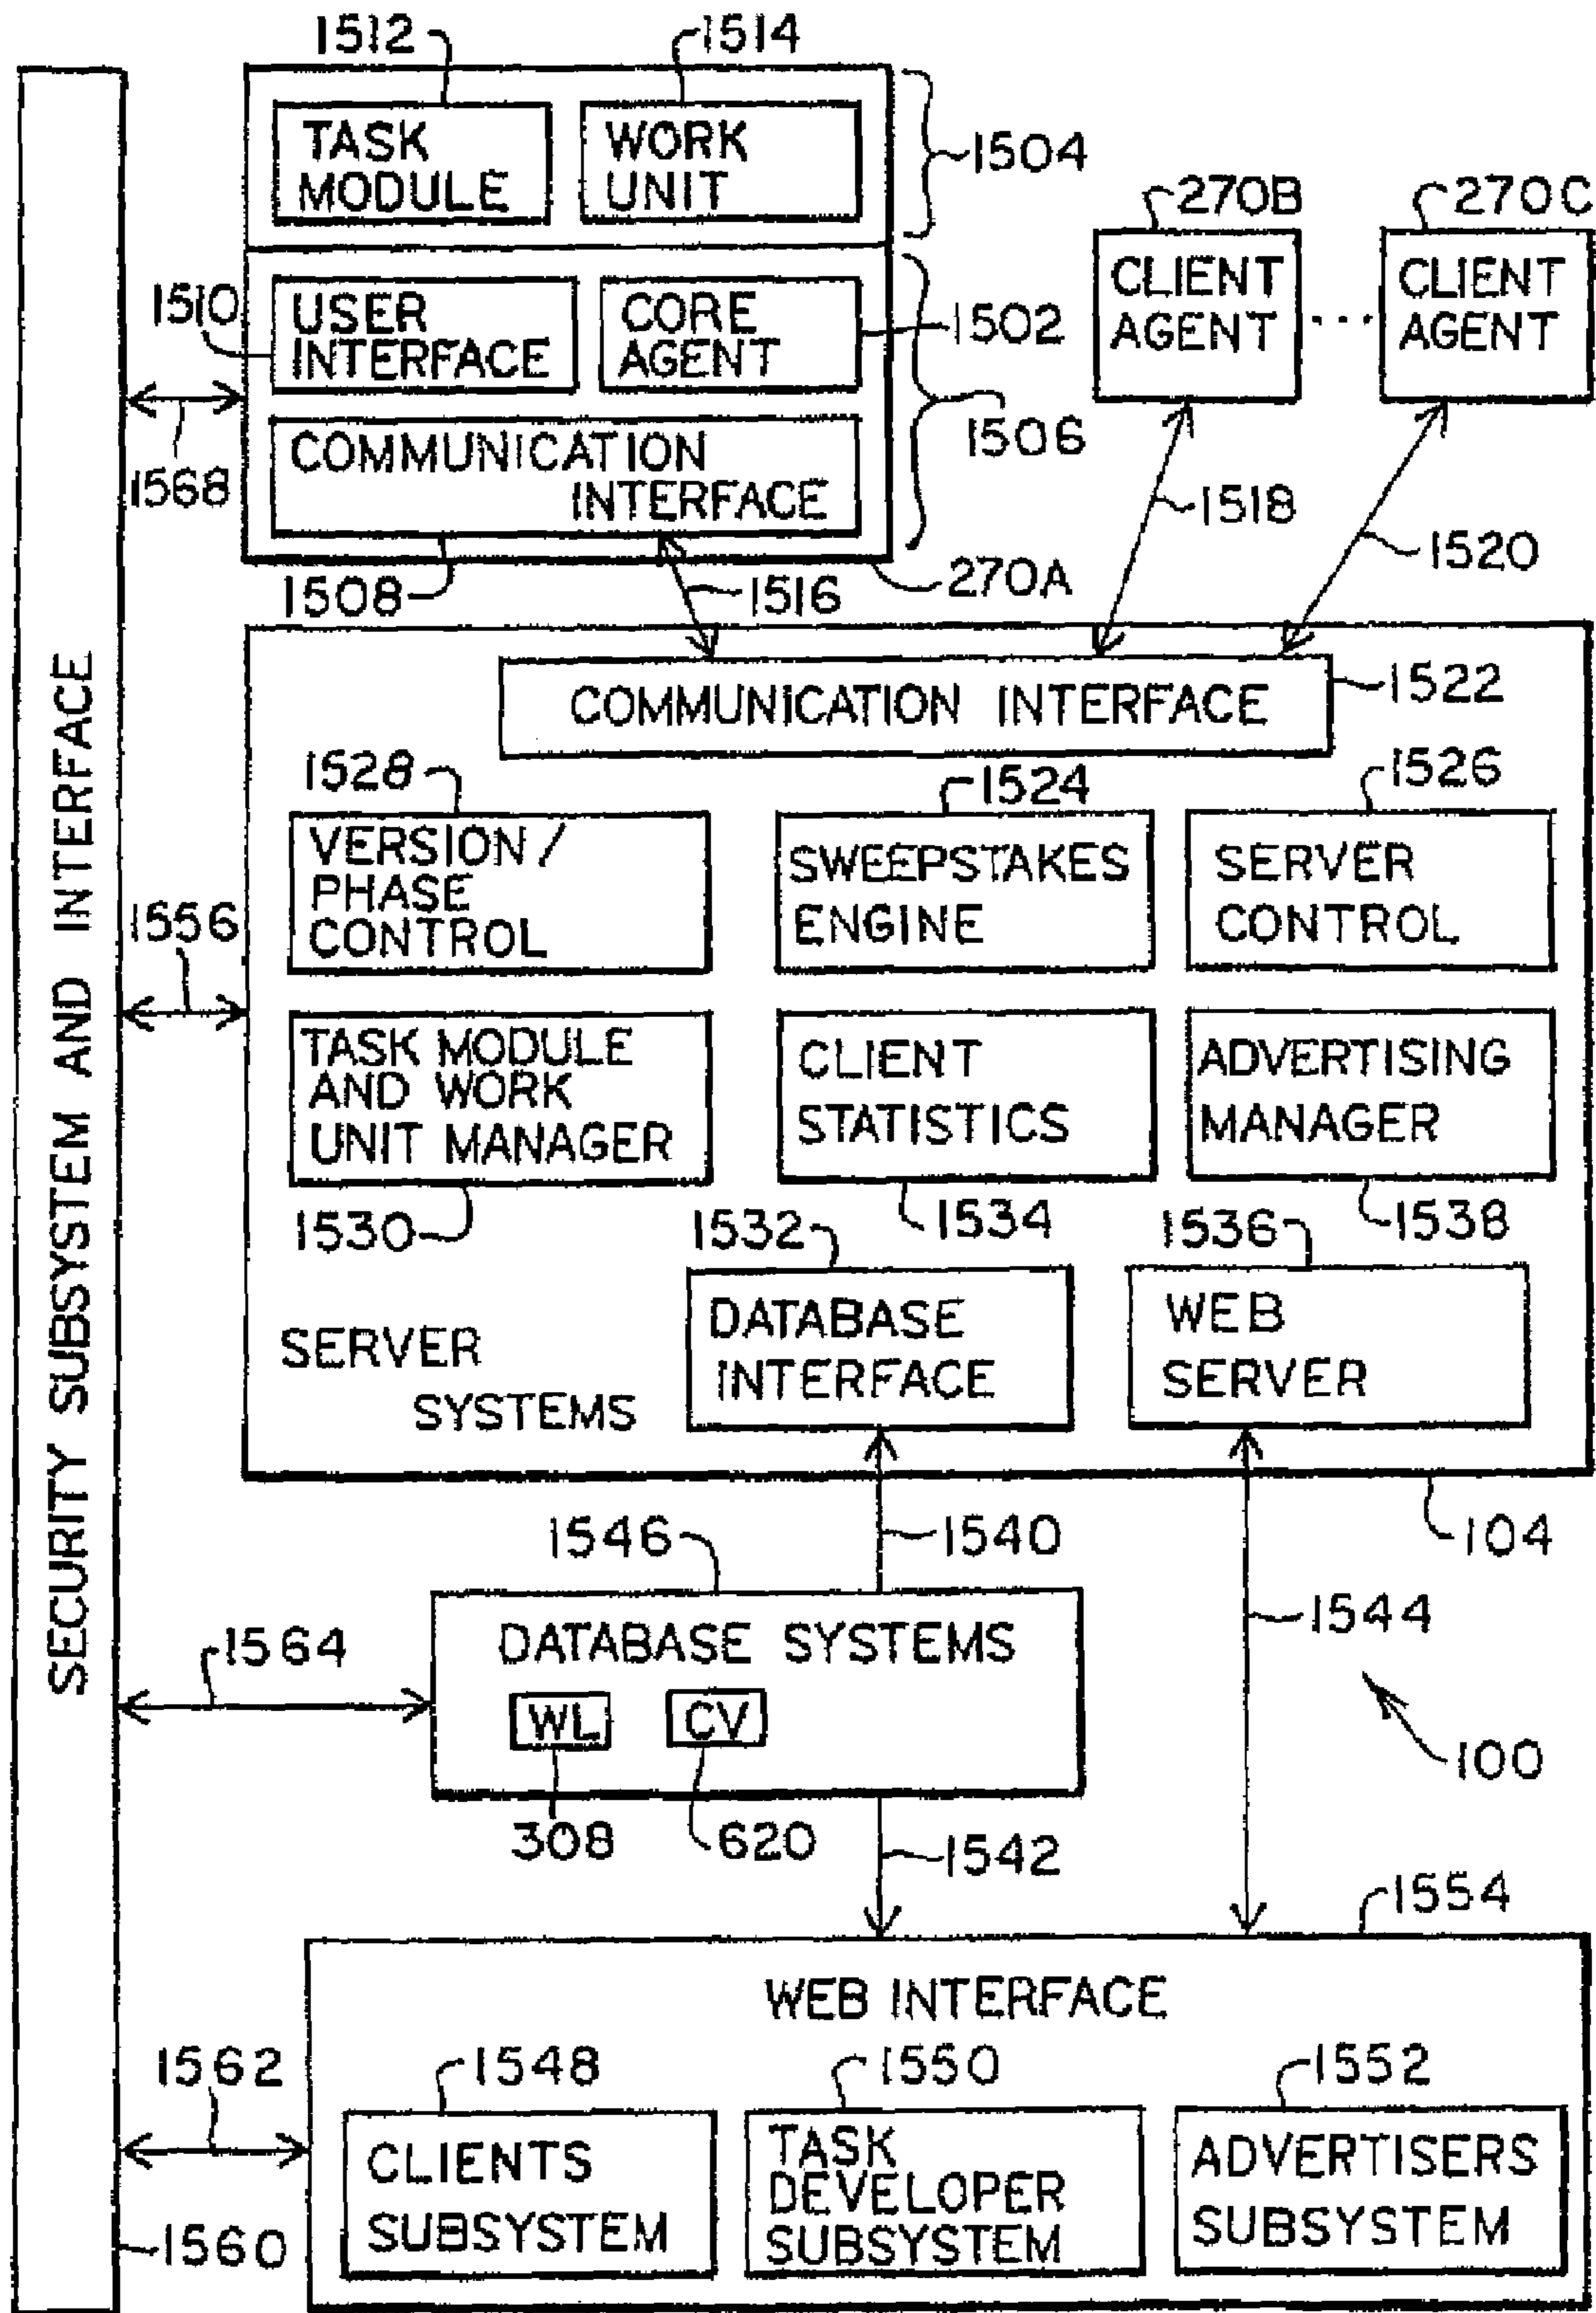 1512
1514
TASK
MODULE
WORK
UNIT
1504
270B
270C
CLIENT
AGENT
...
CLIENT
AGENT
1510
USER
INTERFACE
CORE
AGENT
1502
1506
COMMUNICATION
INTERFACE
1568
1518
1520
1508
1516
270A
SECURITY SUBSYSTEM AND INTERFACE
COMMUNICATION INTERFACE
1522
1528
1524
1526
VERSION/
PHASE
CONTROL
SWEEPSTAKES
ENGINE
SERVER
CONTROL
1556
TASK MODULE
AND WORK
UNIT MANAGER
CLIENT
STATISTICS
ADVERTISING
MANAGER
1530
1532
1534
1536
1538
SERVER
SYSTEMS
DATABASE
INTERFACE
WEB
SERVER
1546
1540
104
1544
1564
DATABASE SYSTEMS
WL
CV
100
308
620
1542
1554
WEB INTERFACE
1562
1548
1550
1552
CLIENTS
SUBSYSTEM
TASK
DEVELOPER
SUBSYSTEM
ADVERTISERS
SUBSYSTEM
1560